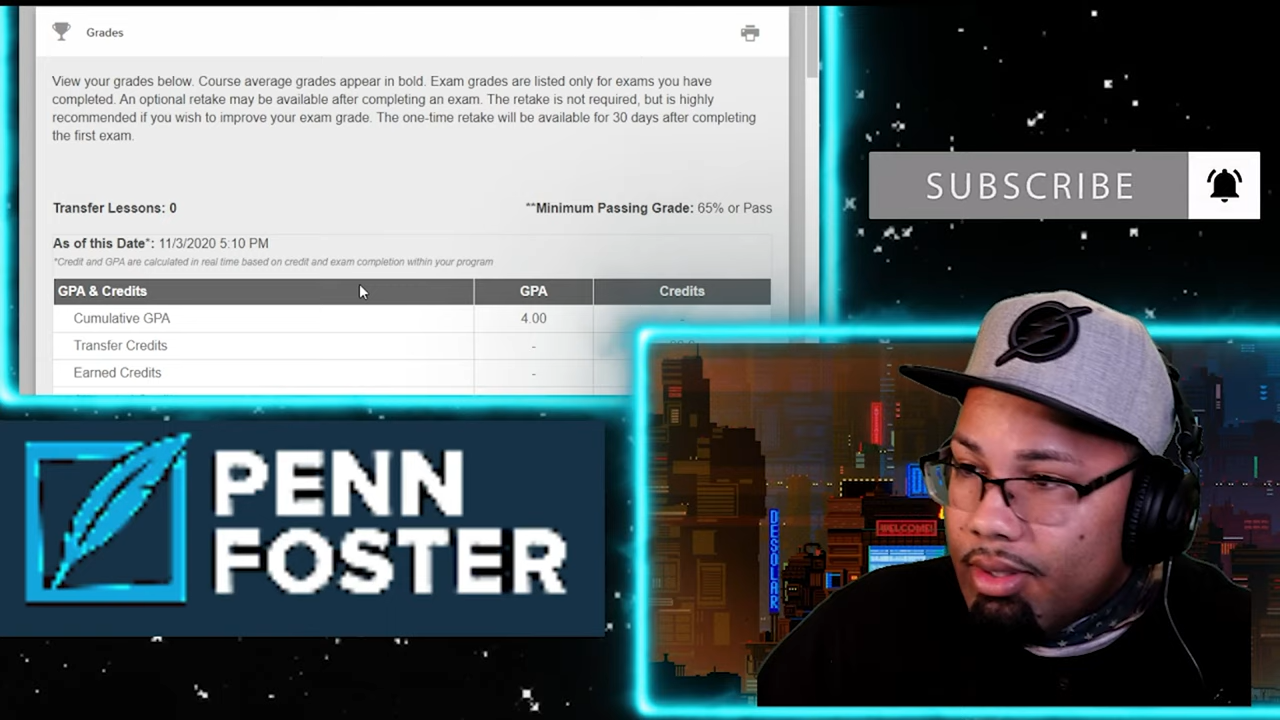 Grades
View your grades below. Course average grades appear in bold. Exam grades are listed only for exams you have
completed. An optional retake may be available after completing an exam. The retake is not required, but is highly
recommended if you wish to improve your exam grade. The one-time retake will be available for 30 days after completing
the first exam.
Transfer Lessons: 0
**Minimum Passing Grade: 65% or Pass
As of this Date*: 11/3/2020 5:10 PM
*Credit and GPA are calculated in real time based on credit and exam completion within your program
GPA & Credits GPA Credits
Cumulative GPA 4.00 -
Transfer Credits -
Earned Credits -
SUBSCRIBE
PENN
FOSTER
WELCOME!
DESOLAR